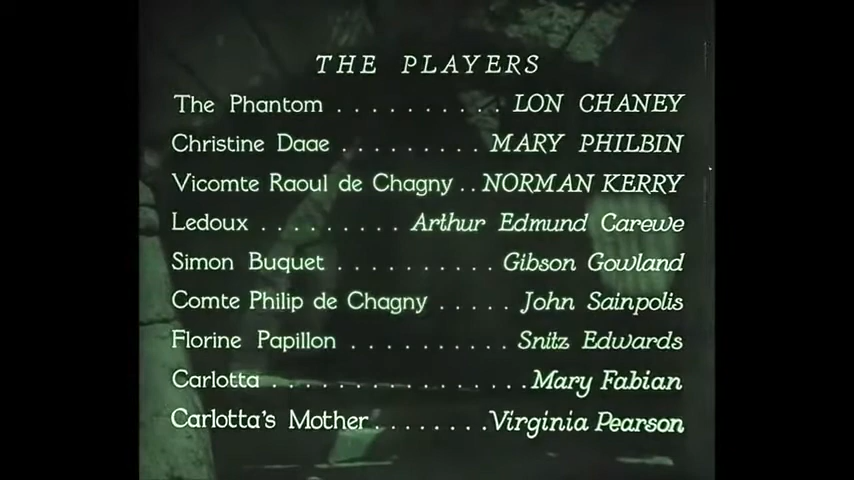 THE PLAYERS
The Phantom . . . . . . . . . . LON CHANEY
Christine Daae . . . . . . . . . MARY PHILBIN
Vicomte Raoul de Chagny . . NORMAN KERRY
Ledoux . . . . . . . . . Arthur Edmund Carewe
Simon Buquet . . . . . . . . . . Gibson Gowland
Comte Philip de Chagny . . . . . John Sainpolis
Florine Papillon . . . . . . . . . . Snitz Edwards
Carlotta . . . . . . . . . . . . . . . . . Mary Fabian
Carlotta's Mother . . . . . . . . Virginia Pearson